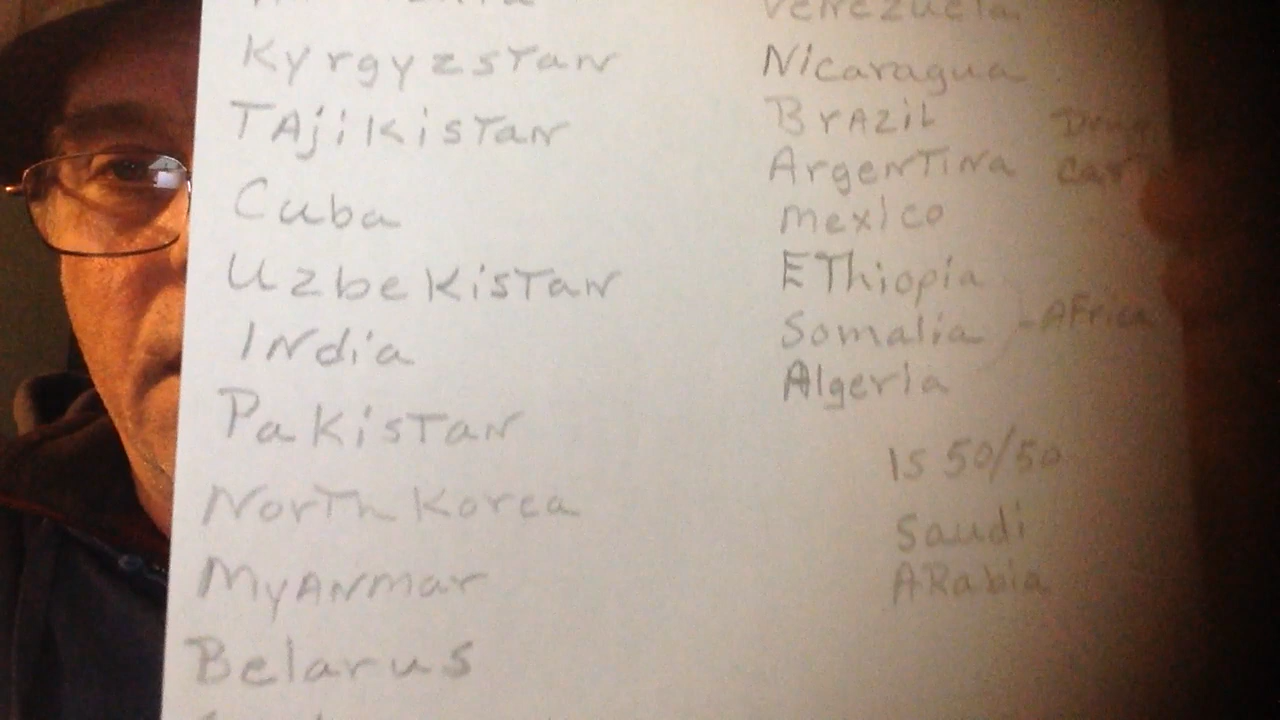 Kyrgyzstan
TAjikistan
Cuba
Uzbekistan
India
Pakistan
North Korea
MyANmar
Belarus
Venezuela
Nicaragua
BrAZil
Argentina
mexico
EThiopia
Somalia -AFrica
Algeria
IS 50/50
Saudi
ARabia